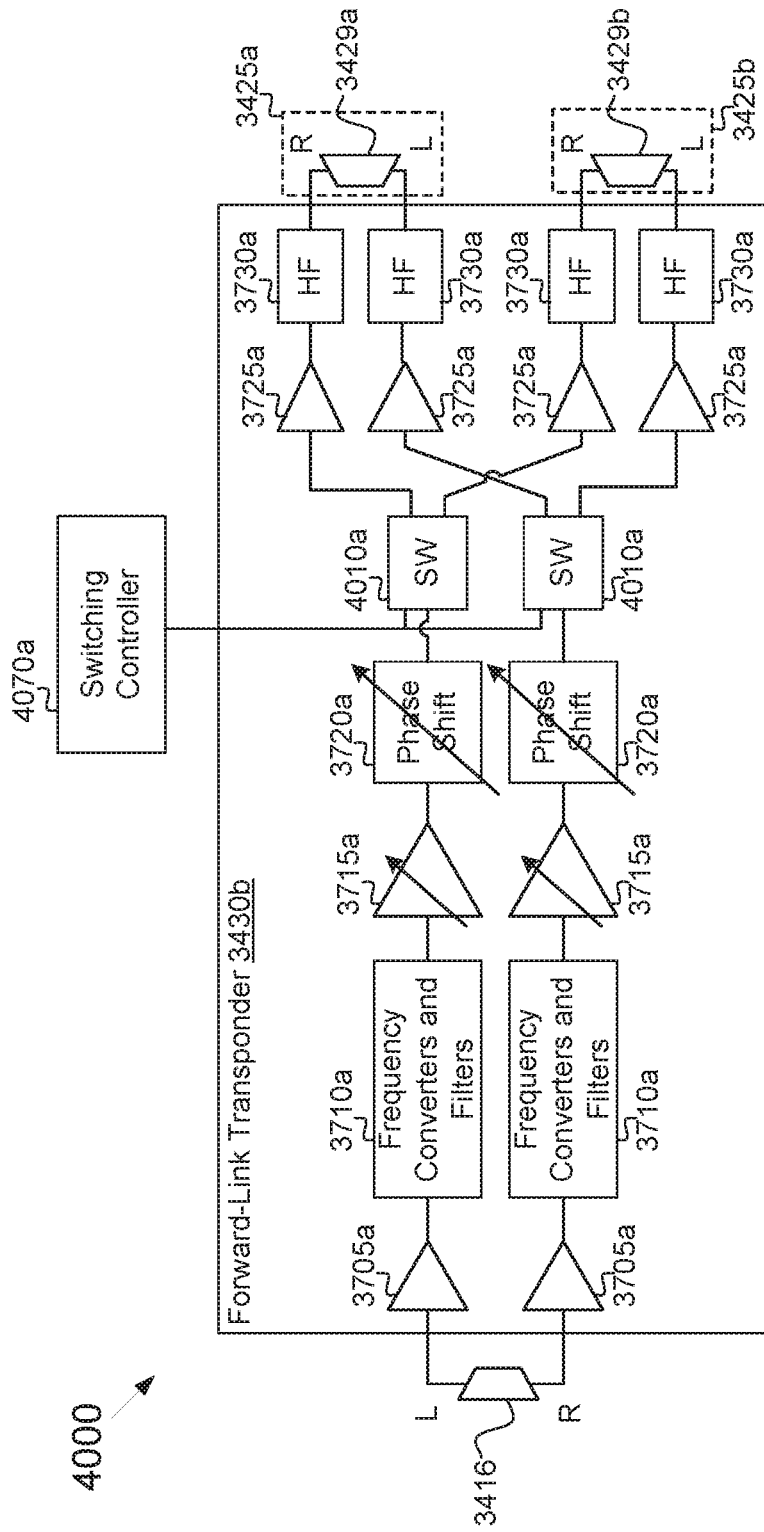 4000
4070a
Switching
Controller
Forward-Link Transponder 3430b
3416
L
R
3705a
3705a
3710a
Frequency
Converters and
Filters
Frequency
Converters and
Filters
3710a
3715a
3715a
3720a
Phase
Shift
Phase
Shift
3720a
4010a
SW
SW
4010a
3725a
3725a
3725a
3725a
3730a
HF
HF
3730a
3730a
HF
HF
3730a
3425a
R
L
3429a
R
L
3429b
3425b